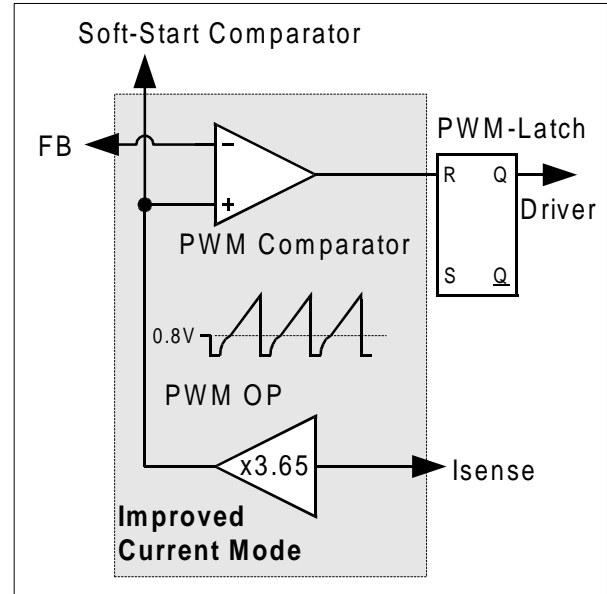 Soft-Start Comparator
FB
PWM-Latch
R Q
Driver
S Q
−
+
PWM Comparator
0.8V
PWM OP
x3.65
Isense
Improved
Current Mode